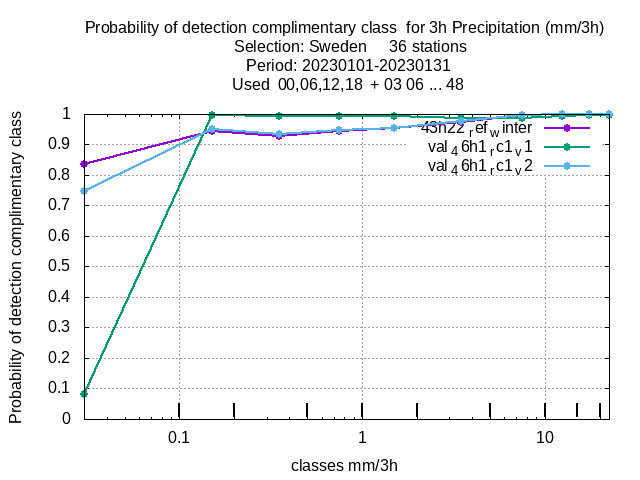 Probability of detection complimentary class for 3h Precipitation (mm/3h)
Selection: Sweden 36 stations
Period: 20230101-20230131
Used 00,06,12,18 + 03 06 ... 48
Probability of detection complimentary class
1
0.9
0.8
0.7
0.6
0.5
0.4
0.3
0.2
0.1
0
43h22refwinter
val46h1rc1v1
val46h1rc1v2
0.1 1 10
classes mm/3h